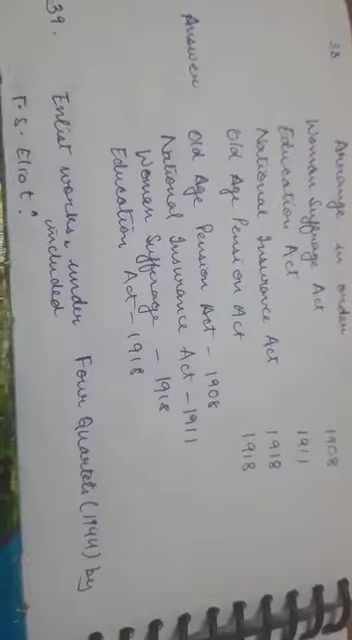 38 Arrange in order
Woman Suffrage Act 1908
Education Act 1911
National Insurance Act 1918
Old Age Pension Act 1918
Answer Old Age Pension Act - 1908
National Insurance Act - 1911
Women Suffrage - 1918
Education Act - 1918
39. Enlist works included under Four Quartets (1944) by
T. S. Eliot.